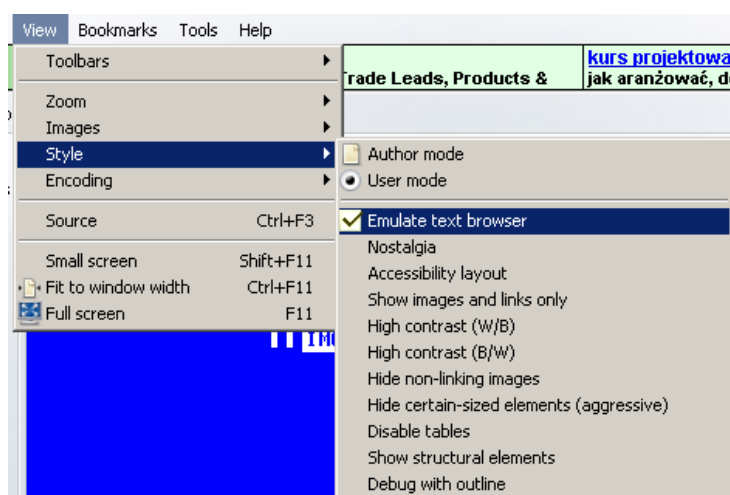 View Bookmarks Tools Help
Toolbars
Trade Leads, Products &
kurs projektowa
jak aranżować, d
Zoom
Images
Style
Encoding
Source Ctrl+F3
Small screen Shift+F11
Fit to window width Ctrl+F11
Full screen F11
Author mode
User mode
Emulate text browser
Nostalgia
Accessibility layout
Show images and links only
High contrast (W/B)
High contrast (B/W)
Hide non-linking images
Hide certain-sized elements (aggressive)
Disable tables
Show structural elements
Debug with outline